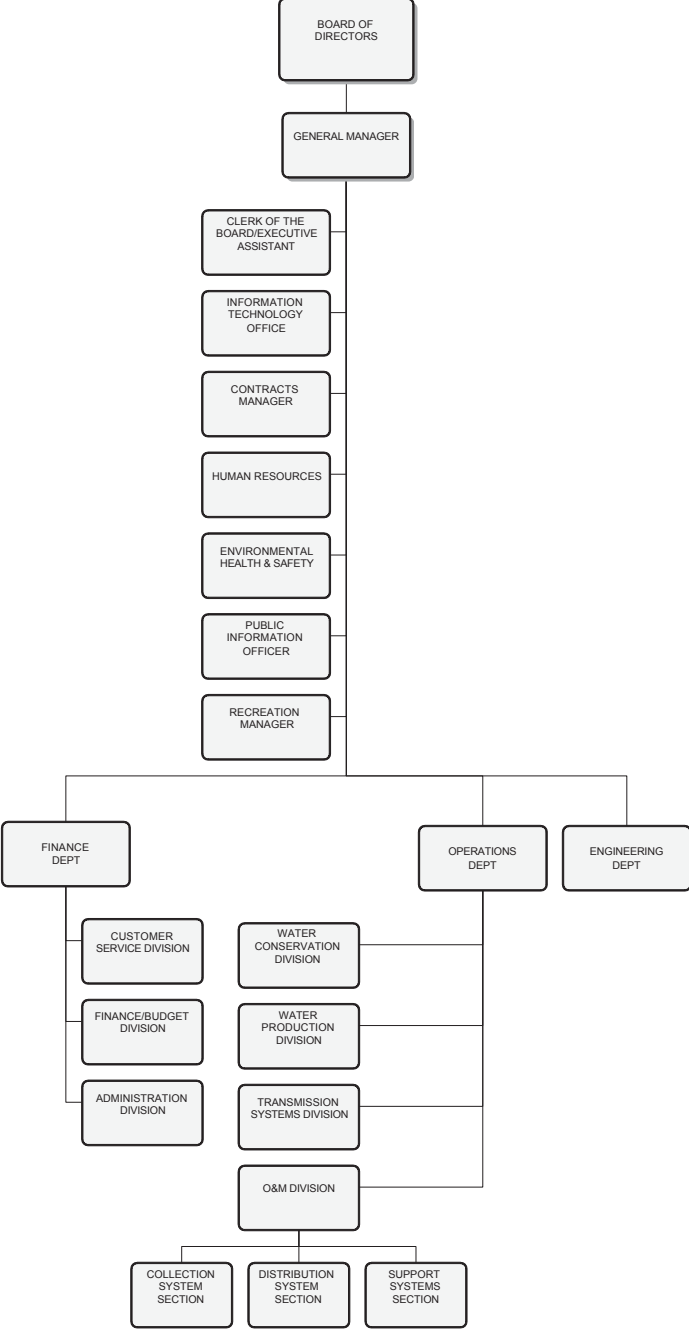 BOARD OF
DIRECTORS
GENERAL MANAGER
CLERK OF THE
BOARD/EXECUTIVE
ASSISTANT
INFORMATION
TECHNOLOGY
OFFICE
CONTRACTS
MANAGER
HUMAN RESOURCES
ENVIRONMENTAL
HEALTH & SAFETY
PUBLIC
INFORMATION
OFFICER
RECREATION
MANAGER
FINANCE
DEPT
OPERATIONS
DEPT
ENGINEERING
DEPT
CUSTOMER
SERVICE DIVISION
FINANCE/BUDGET
DIVISION
ADMINISTRATION
DIVISION
WATER
CONSERVATION
DIVISION
WATER
PRODUCTION
DIVISION
TRANSMISSION
SYSTEMS DIVISION
O&M DIVISION
COLLECTION
SYSTEM
SECTION
DISTRIBUTION
SYSTEM
SECTION
SUPPORT
SYSTEMS
SECTION